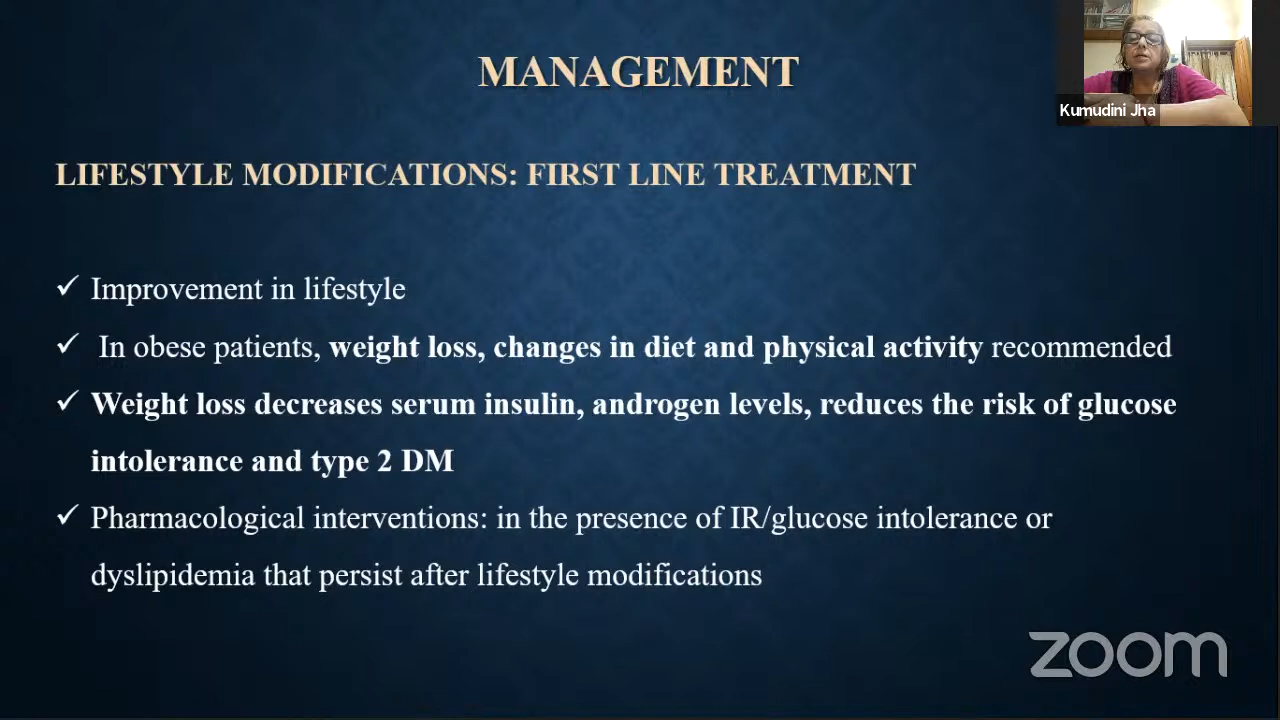 MANAGEMENT
Kumudini Jha
LIFESTYLE MODIFICATIONS: FIRST LINE TREATMENT
✓ Improvement in lifestyle
✓ In obese patients, weight loss, changes in diet and physical activity recommended
✓ Weight loss decreases serum insulin, androgen levels, reduces the risk of glucose
intolerance and type 2 DM
✓ Pharmacological interventions: in the presence of IR/glucose intolerance or
dyslipidemia that persist after lifestyle modifications
zoom